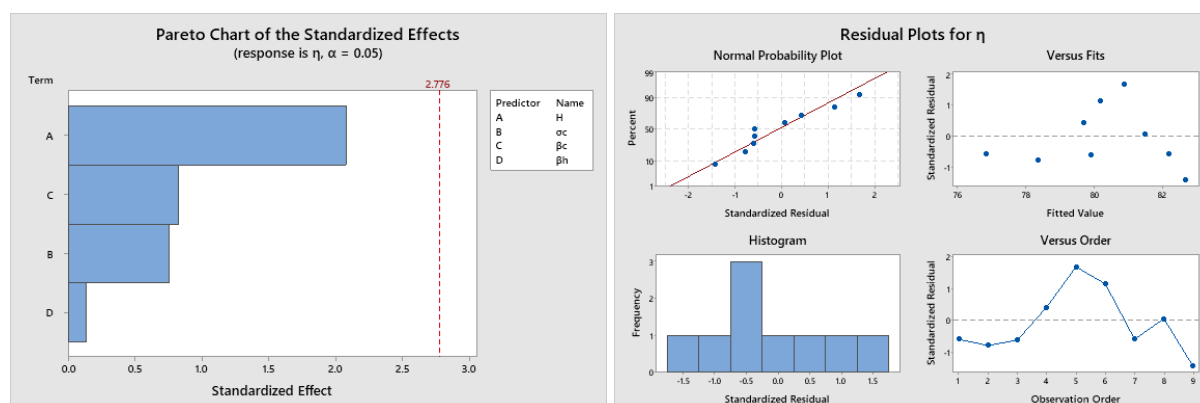 Pareto Chart of the Standardized Effects
(response is η, α = 0.05)
Term
2.776
A
C
B
D
0.0 0.5 1.0 1.5 2.0 2.5 3.0
Standardized Effect
Predictor Name
A H
B σc
C βc
D βh
Residual Plots for η
Normal Probability Plot
99
90
50
10
1
Percent
-2 -1 0 1 2
Standardized Residual
Versus Fits
2
1
0
-1
Standardized Residual
76 78 80 82
Fitted Value
Histogram
3
2
1
0
Frequency
-1.5 -1.0 -0.5 0.0 0.5 1.0 1.5
Standardized Residual
Versus Order
2
1
0
-1
Standardized Residual
1 2 3 4 5 6 7 8 9
Observation Order